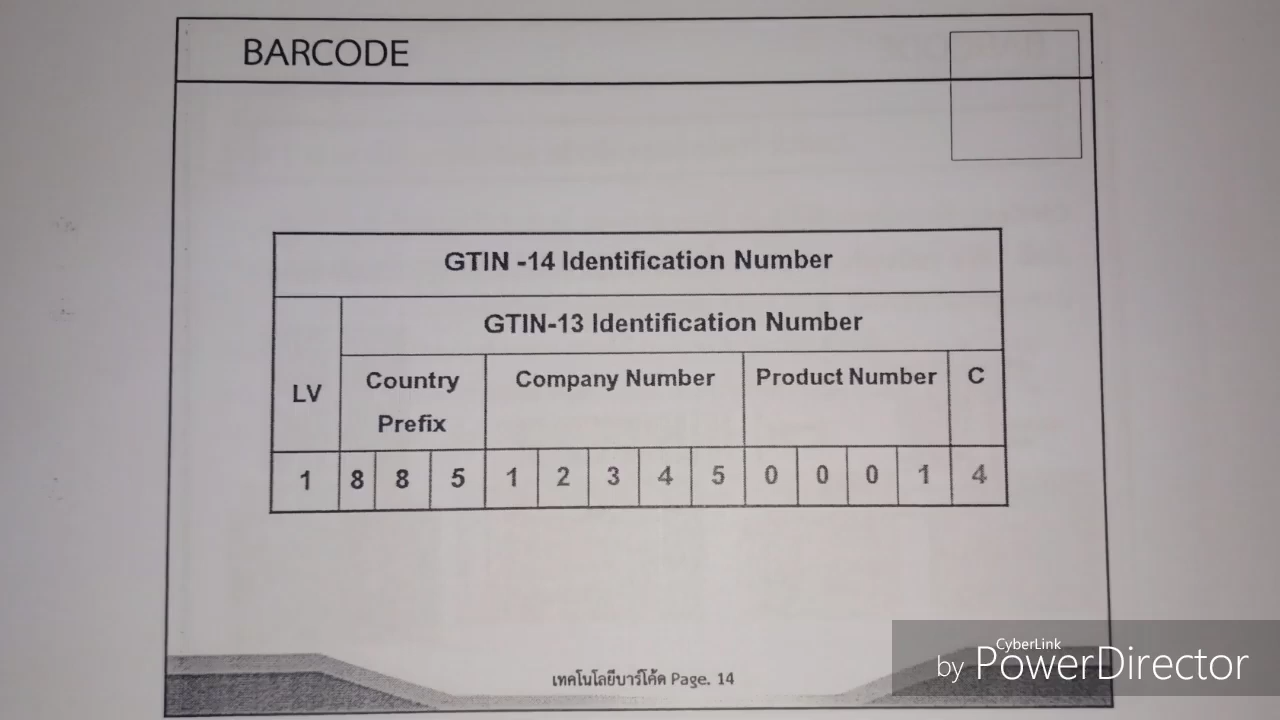 BARCODE
GTIN -14 Identification Number
GTIN-13 Identification Number
LV
Country Prefix
Company Number
Product Number
C
1 8 8 5 1 2 3 4 5 0 0 0 1 4
เทคโนโลยีบาร์โค้ด Page. 14
CyberLink
by PowerDirector